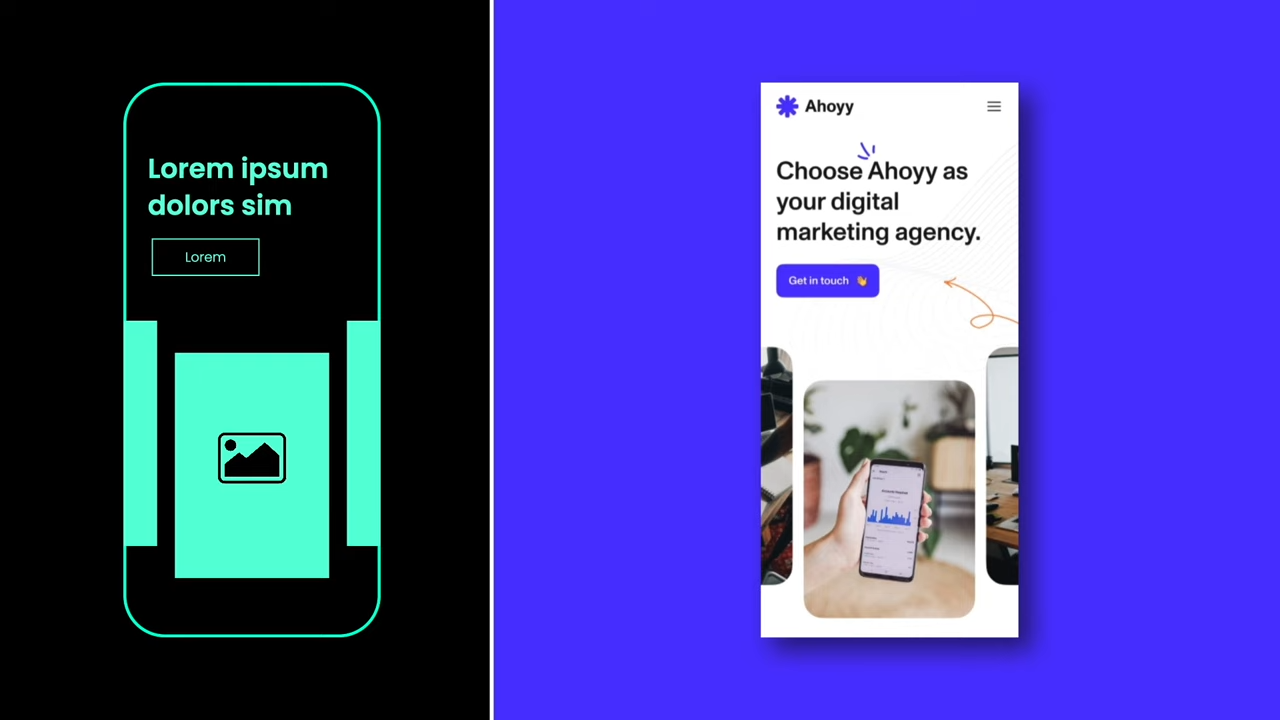 Lorem ipsum
dolors sim
Lorem
Ahoyy
Choose Ahoyy as
your digital
marketing agency.
Get in touch 👋